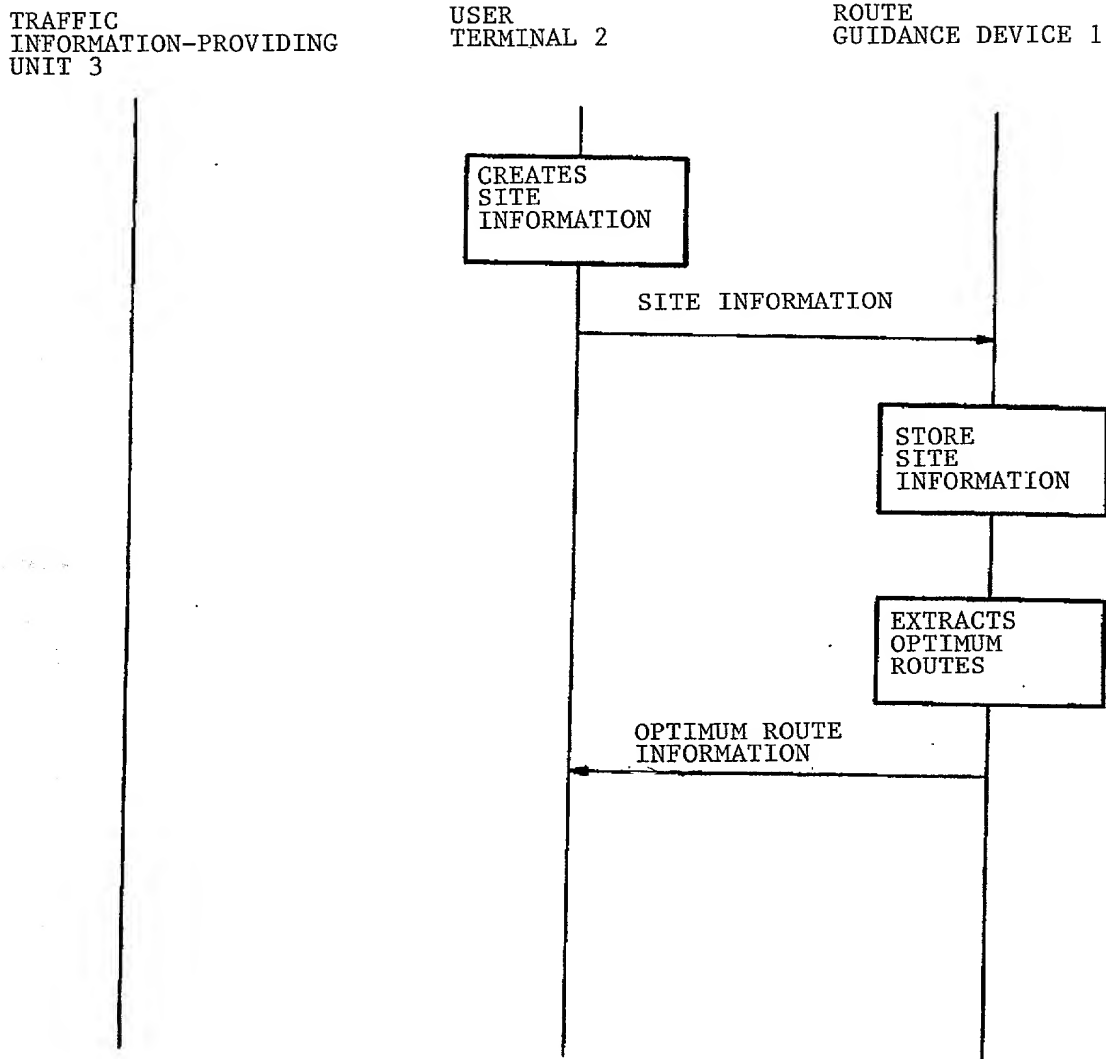 TRAFFIC
INFORMATION-PROVIDING
UNIT 3
USER
TERMINAL 2
ROUTE
GUIDANCE DEVICE 1
CREATES
SITE
INFORMATION
SITE INFORMATION
STORE
SITE
INFORMATION
EXTRACTS
OPTIMUM
ROUTES
OPTIMUM ROUTE
INFORMATION